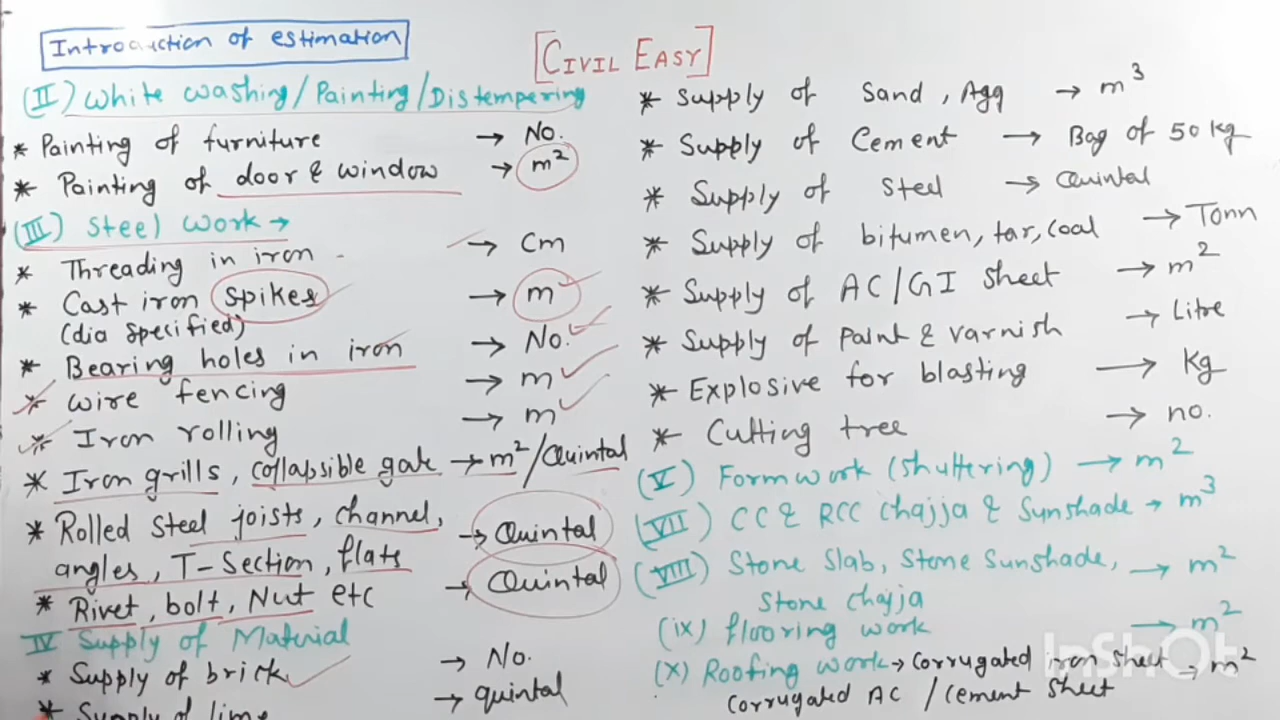 Introduction of estimation
[CIVIL EASY]
(II) White washing/Painting/Distempering
* Painting of furniture → No.
* Painting of door & window → m²
(III) Steel work →
* Threading in iron → Cm
* Cast iron spikes → m
(dia specified)
* Bearing holes in iron → No.
* wire fencing → m
* Iron rolling → m
* Iron grills, collapsible gate → m²/Quintal
* Rolled Steel joists, channel,
angles, T-Section, flats → Quintal
* Rivet, bolt, Nut etc → Quintal
IV Supply of Material
* Supply of brick → No.
* Supply of lime → quintal
* Supply of Sand, Agg → m³
* Supply of Cement → Bag of 50 kg
* Supply of Steel → Quintal
* Supply of bitumen, tar, coal → Tonn
* Supply of AC/GI Sheet → m²
* Supply of paint & varnish → Litre
* Explosive for blasting → Kg
* Cutting tree → no.
(V) Formwork (shuttering) → m²
(VII) CC & RCC Chajja & Sunshade → m³
(VIII) Stone Slab, Stone Sunshade, → m²
Stone chajja
(ix) flooring work → m²
(x) Roofing work → Corrugated iron sheet → m²
Corrugated AC / Cement Sheet
InShOt